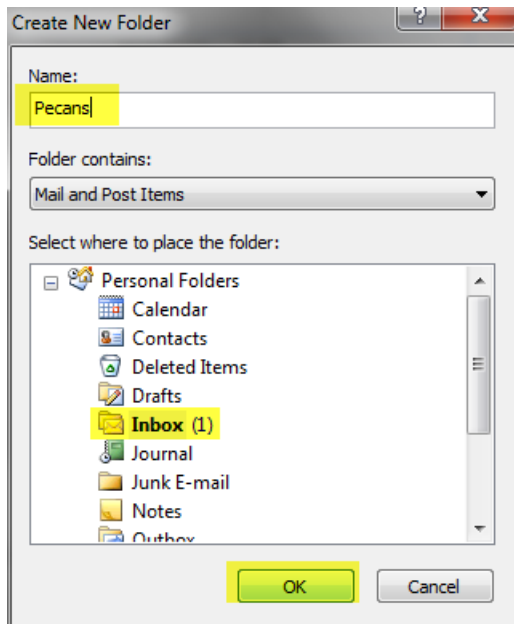 Create New Folder
?
X
Name:
Pecans
Folder contains:
Mail and Post Items
Select where to place the folder:
Personal Folders
Calendar
Contacts
Deleted Items
Drafts
Inbox (1)
Journal
Junk E-mail
Notes
Outbox
OK Cancel